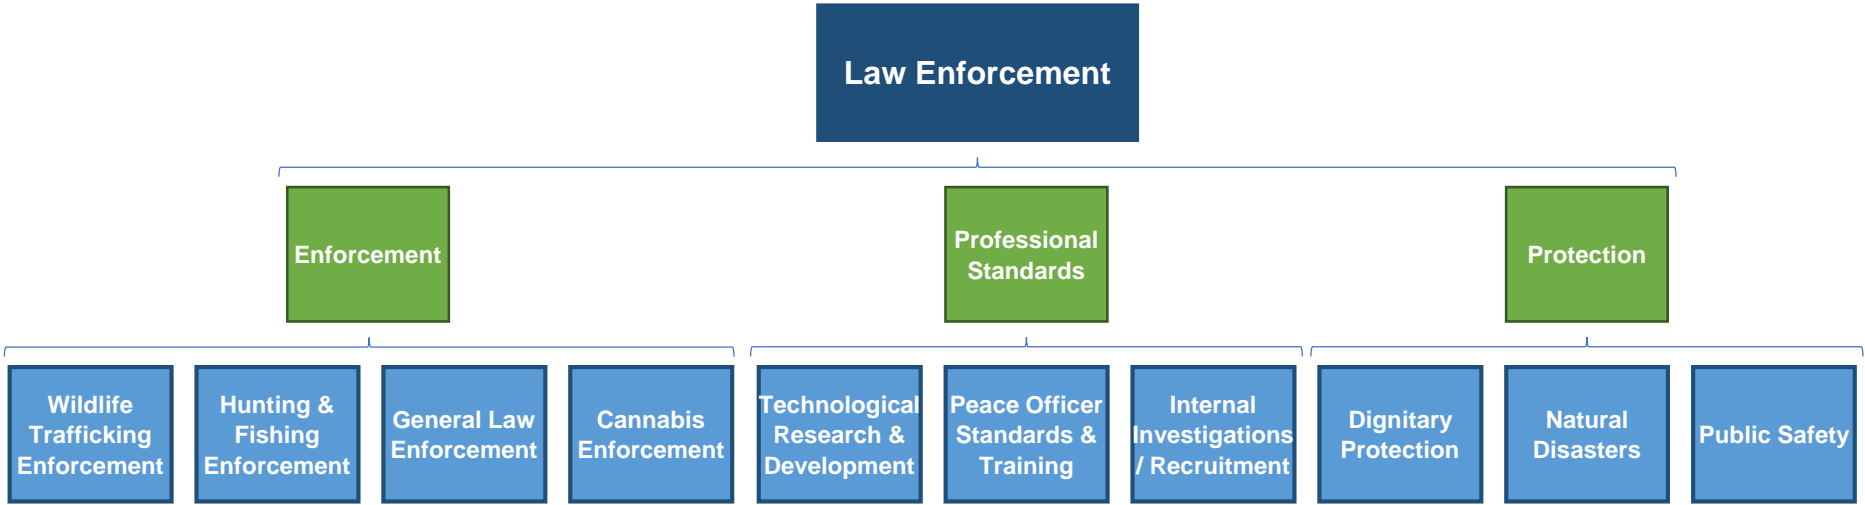 Law Enforcement
Enforcement
Professional
Standards
Protection
Wildlife
Trafficking
Enforcement
Hunting &
Fishing
Enforcement
General Law
Enforcement
Cannabis
Enforcement
Technological
Research &
Development
Peace Officer
Standards &
Training
Internal
Investigations
/ Recruitment
Dignitary
Protection
Natural
Disasters
Public Safety